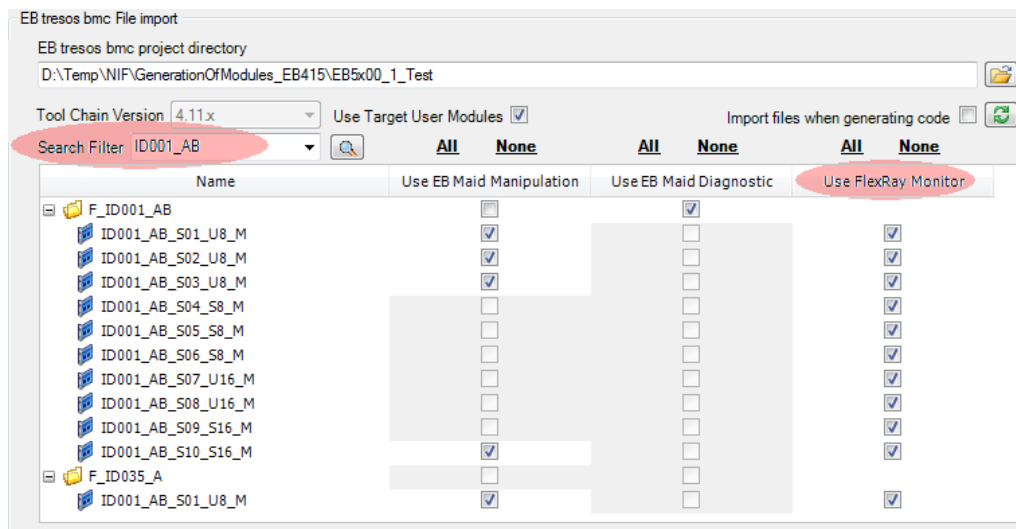 EB tresos bmc File import
EB tresos bmc project directory
D:\Temp\NIF\GenerationOfModules_EB415\EB5x00_1_Test
Tool Chain Version 4.11.x Use Target User Modules Import files when generating code
Search Filter ID001_AB All None All None All None
Name Use EB Maid Manipulation Use EB Maid Diagnostic Use FlexRay Monitor
F_ID001_AB
ID001_AB_S01_U8_M
ID001_AB_S02_U8_M
ID001_AB_S03_U8_M
ID001_AB_S04_S8_M
ID001_AB_S05_S8_M
ID001_AB_S06_S8_M
ID001_AB_S07_U16_M
ID001_AB_S08_U16_M
ID001_AB_S09_S16_M
ID001_AB_S10_S16_M
F_ID035_A
ID001_AB_S01_U8_M